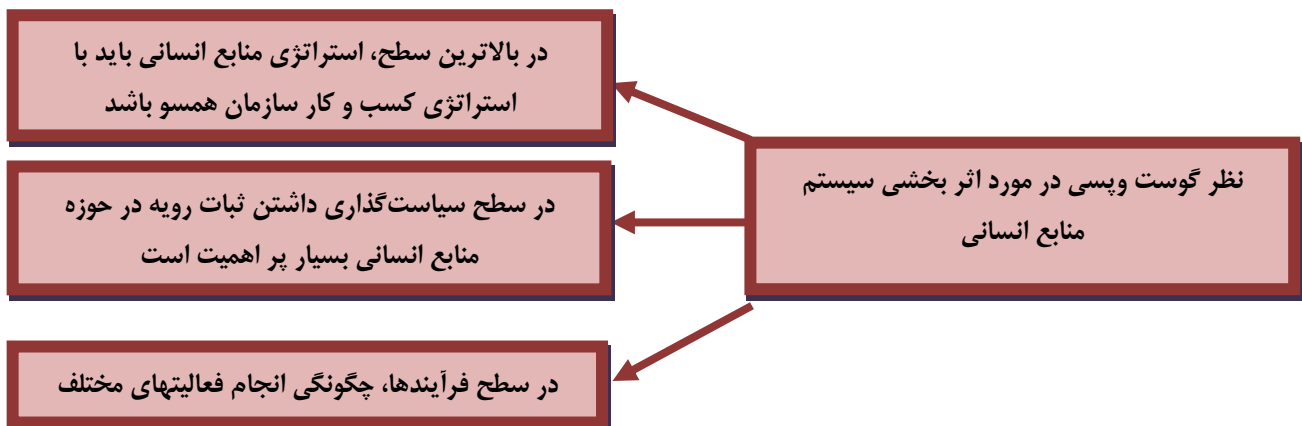 نظر گوست وپسی در مورد اثر بخشی سیستم
منابع انسانی
در بالاترین سطح، استراتژی منابع انسانی باید با
استراتژی کسب و کار سازمان همسو باشد
در سطح سیاست‌گذاری داشتن ثبات رویه در حوزه
منابع انسانی بسیار پر اهمیت است
در سطح فرآیندها، چگونگی انجام فعالیتهای مختلف